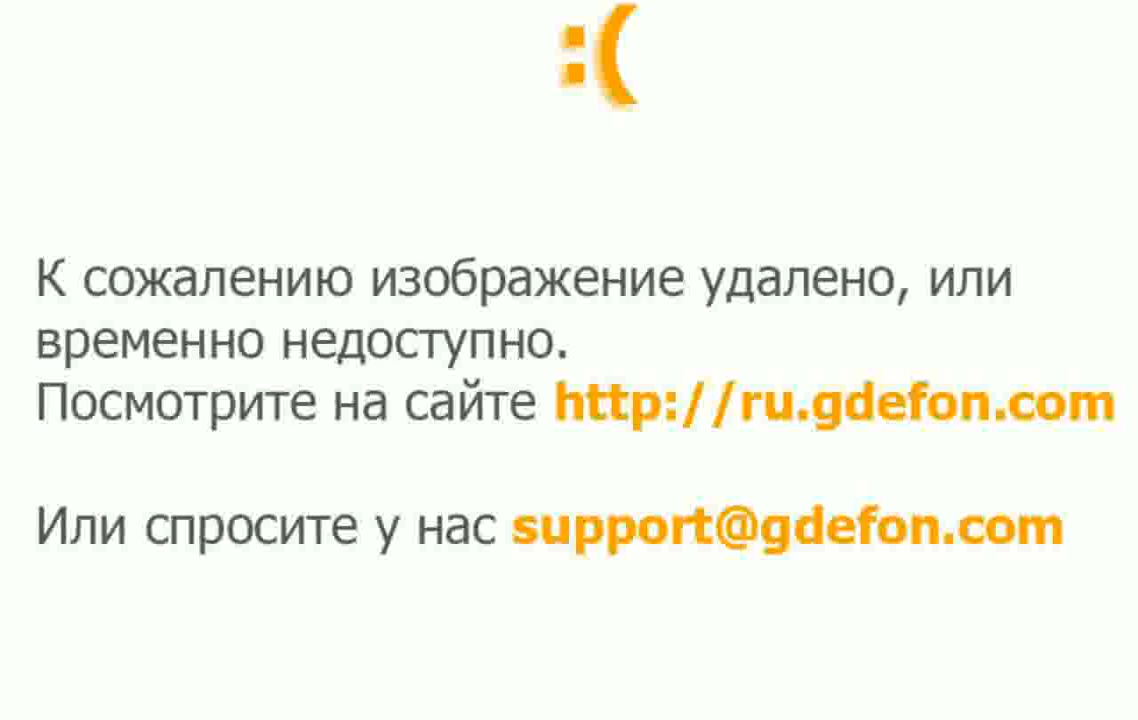 :(
К сожалению изображение удалено, или
временно недоступно.
Посмотрите на сайте http://ru.gdefon.com
Или спросите у нас support@gdefon.com